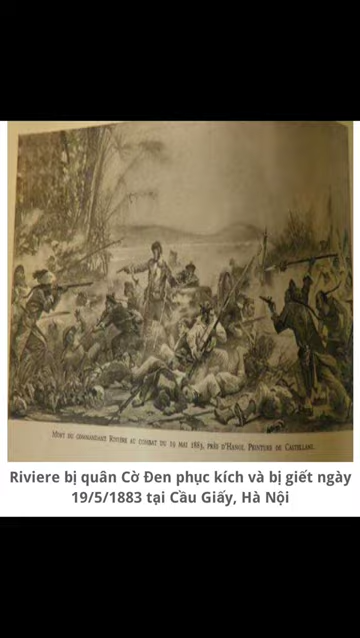 MORT DU COMMANDANT RIVIÈRE AU COMBAT DU 19 MAI 1883, PRÈS D'HANOI. PEINTURE DE CASTELLANI.
Riviere bị quân Cờ Đen phục kích và bị giết ngày
19/5/1883 tại Cầu Giấy, Hà Nội